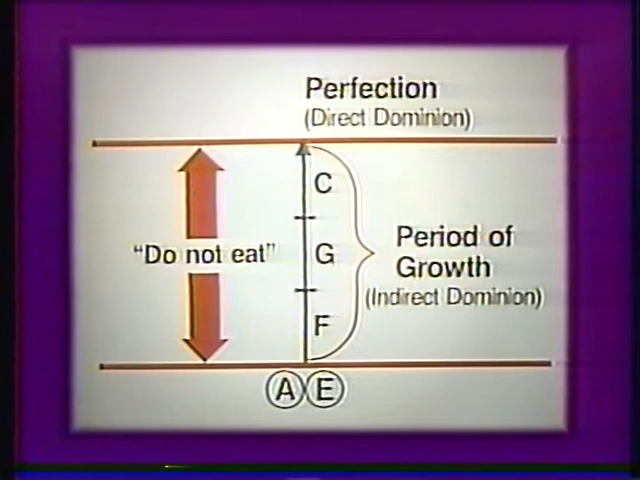 Perfection
(Direct Dominion)
C
"Do not eat"
G
Period of
Growth
(Indirect Dominion)
F
A E